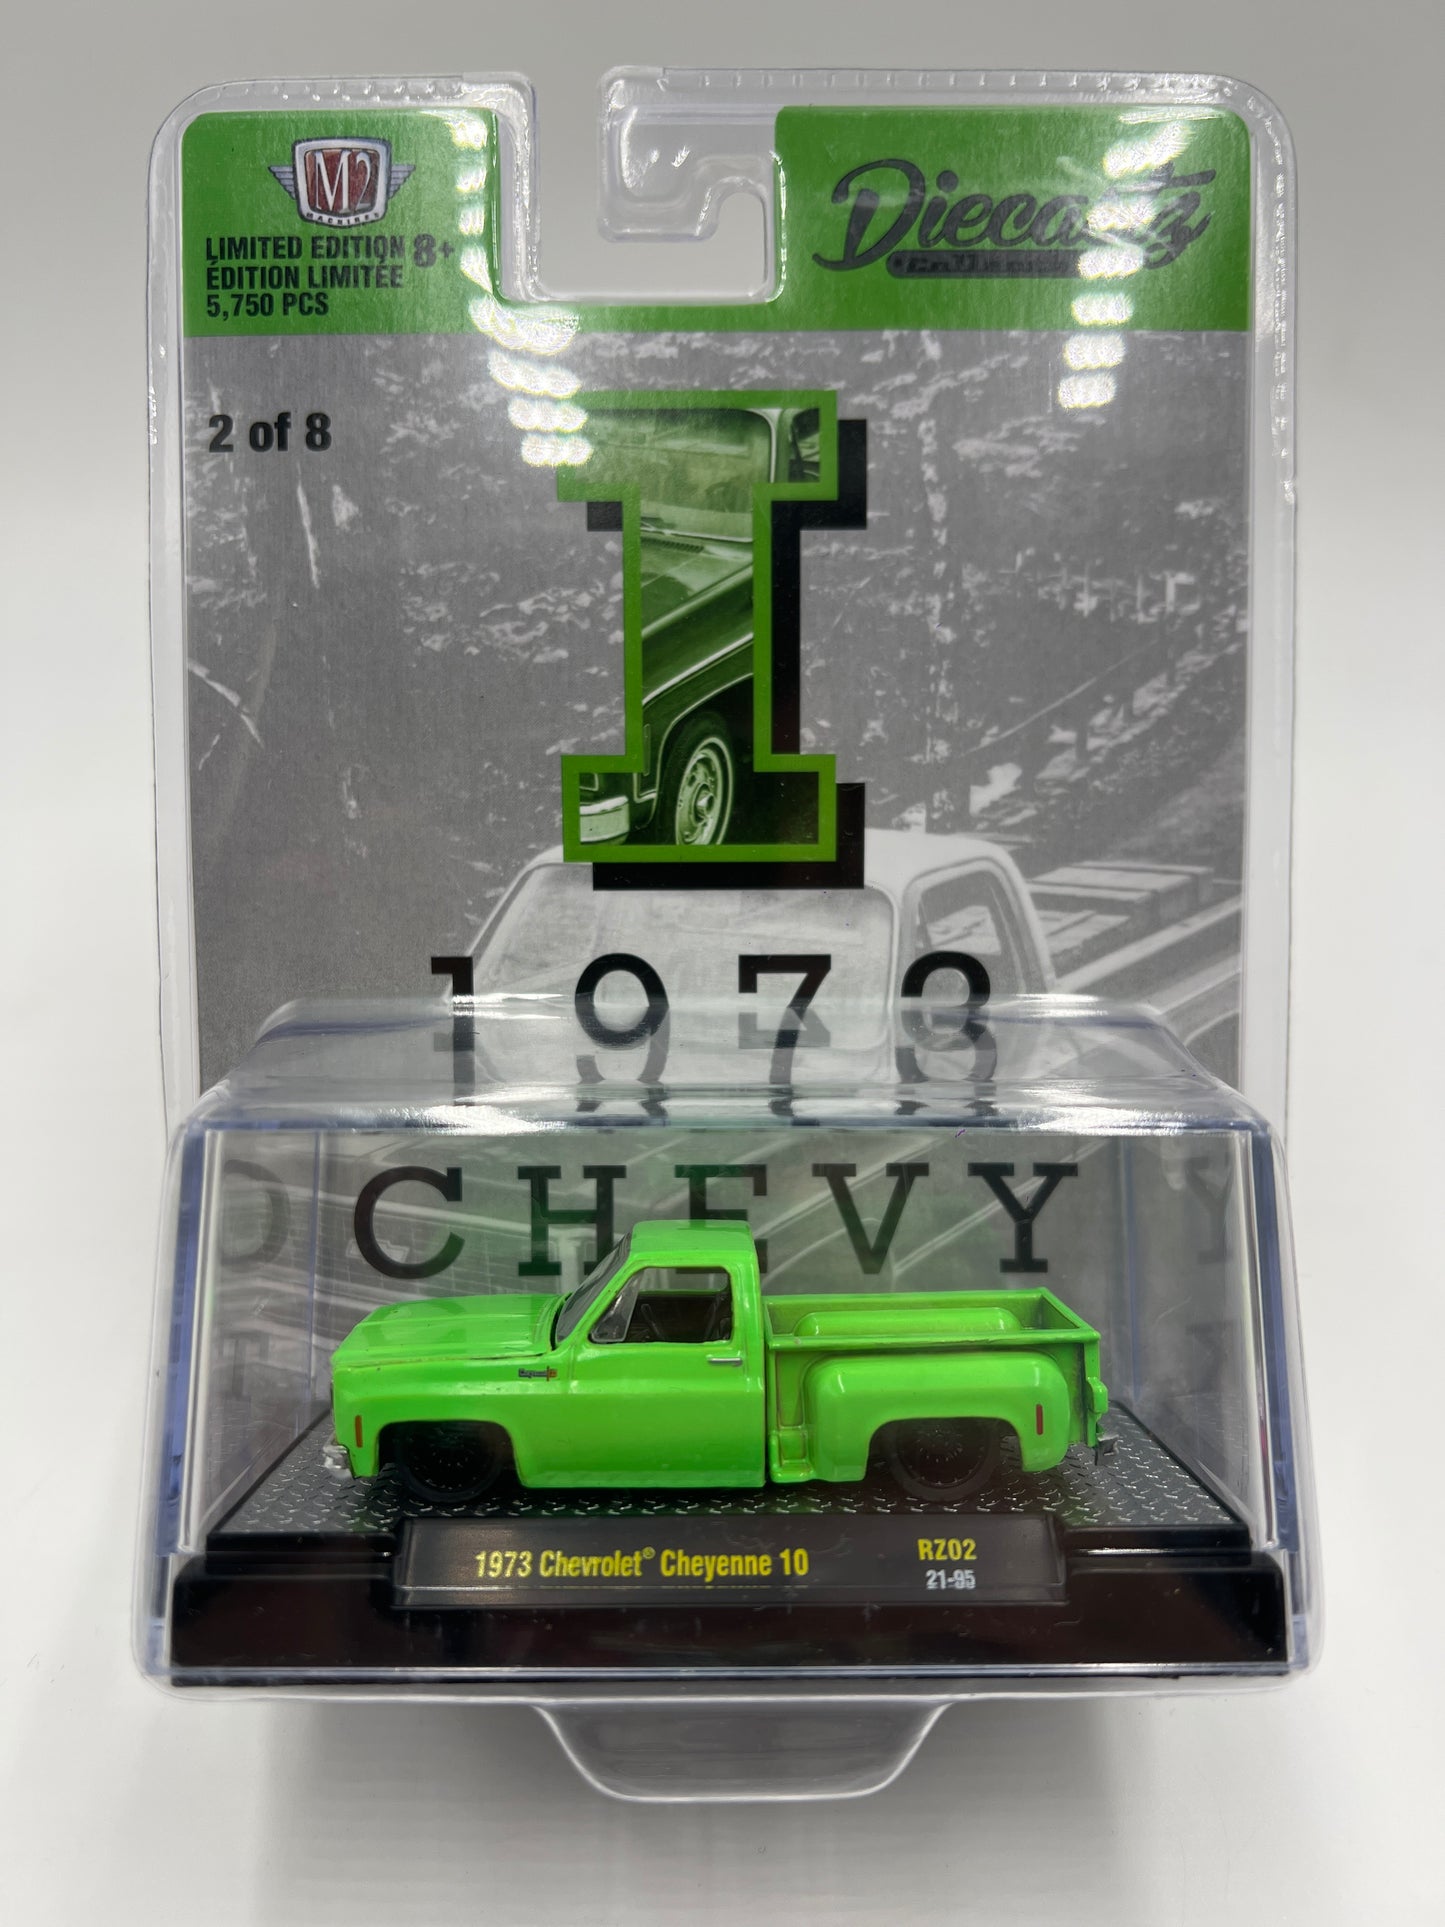 M2
MACHINES
LIMITED EDITION 8+
ÉDITION LIMITÉE
5,750 PCS
Diecastz
2 of 8
I
1973
CHEVY
1973 Chevrolet® Cheyenne 10
RZ02
21-95